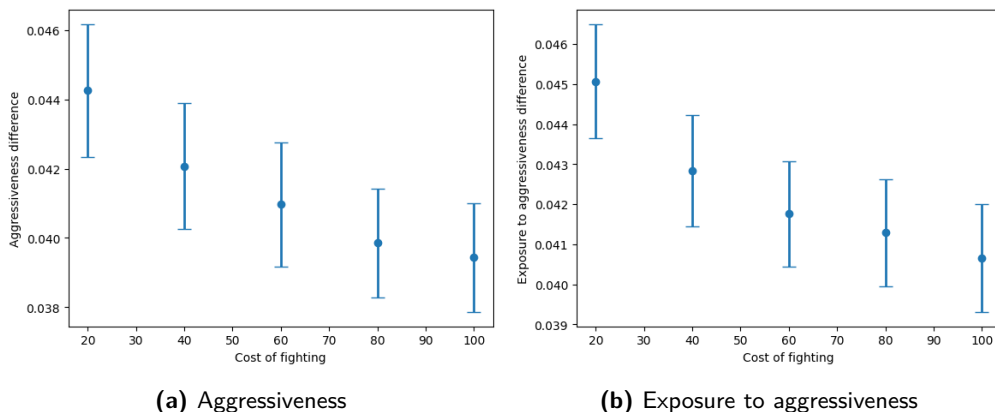 0.046
0.044
0.042
0.040
0.038
Aggressiveness difference
20 30 40 50 60 70 80 90 100
Cost of fighting
(a) Aggressiveness
0.046
0.045
0.044
0.043
0.042
0.041
0.040
0.039
Exposure to aggressiveness difference
20 30 40 50 60 70 80 90 100
Cost of fighting
(b) Exposure to aggressiveness